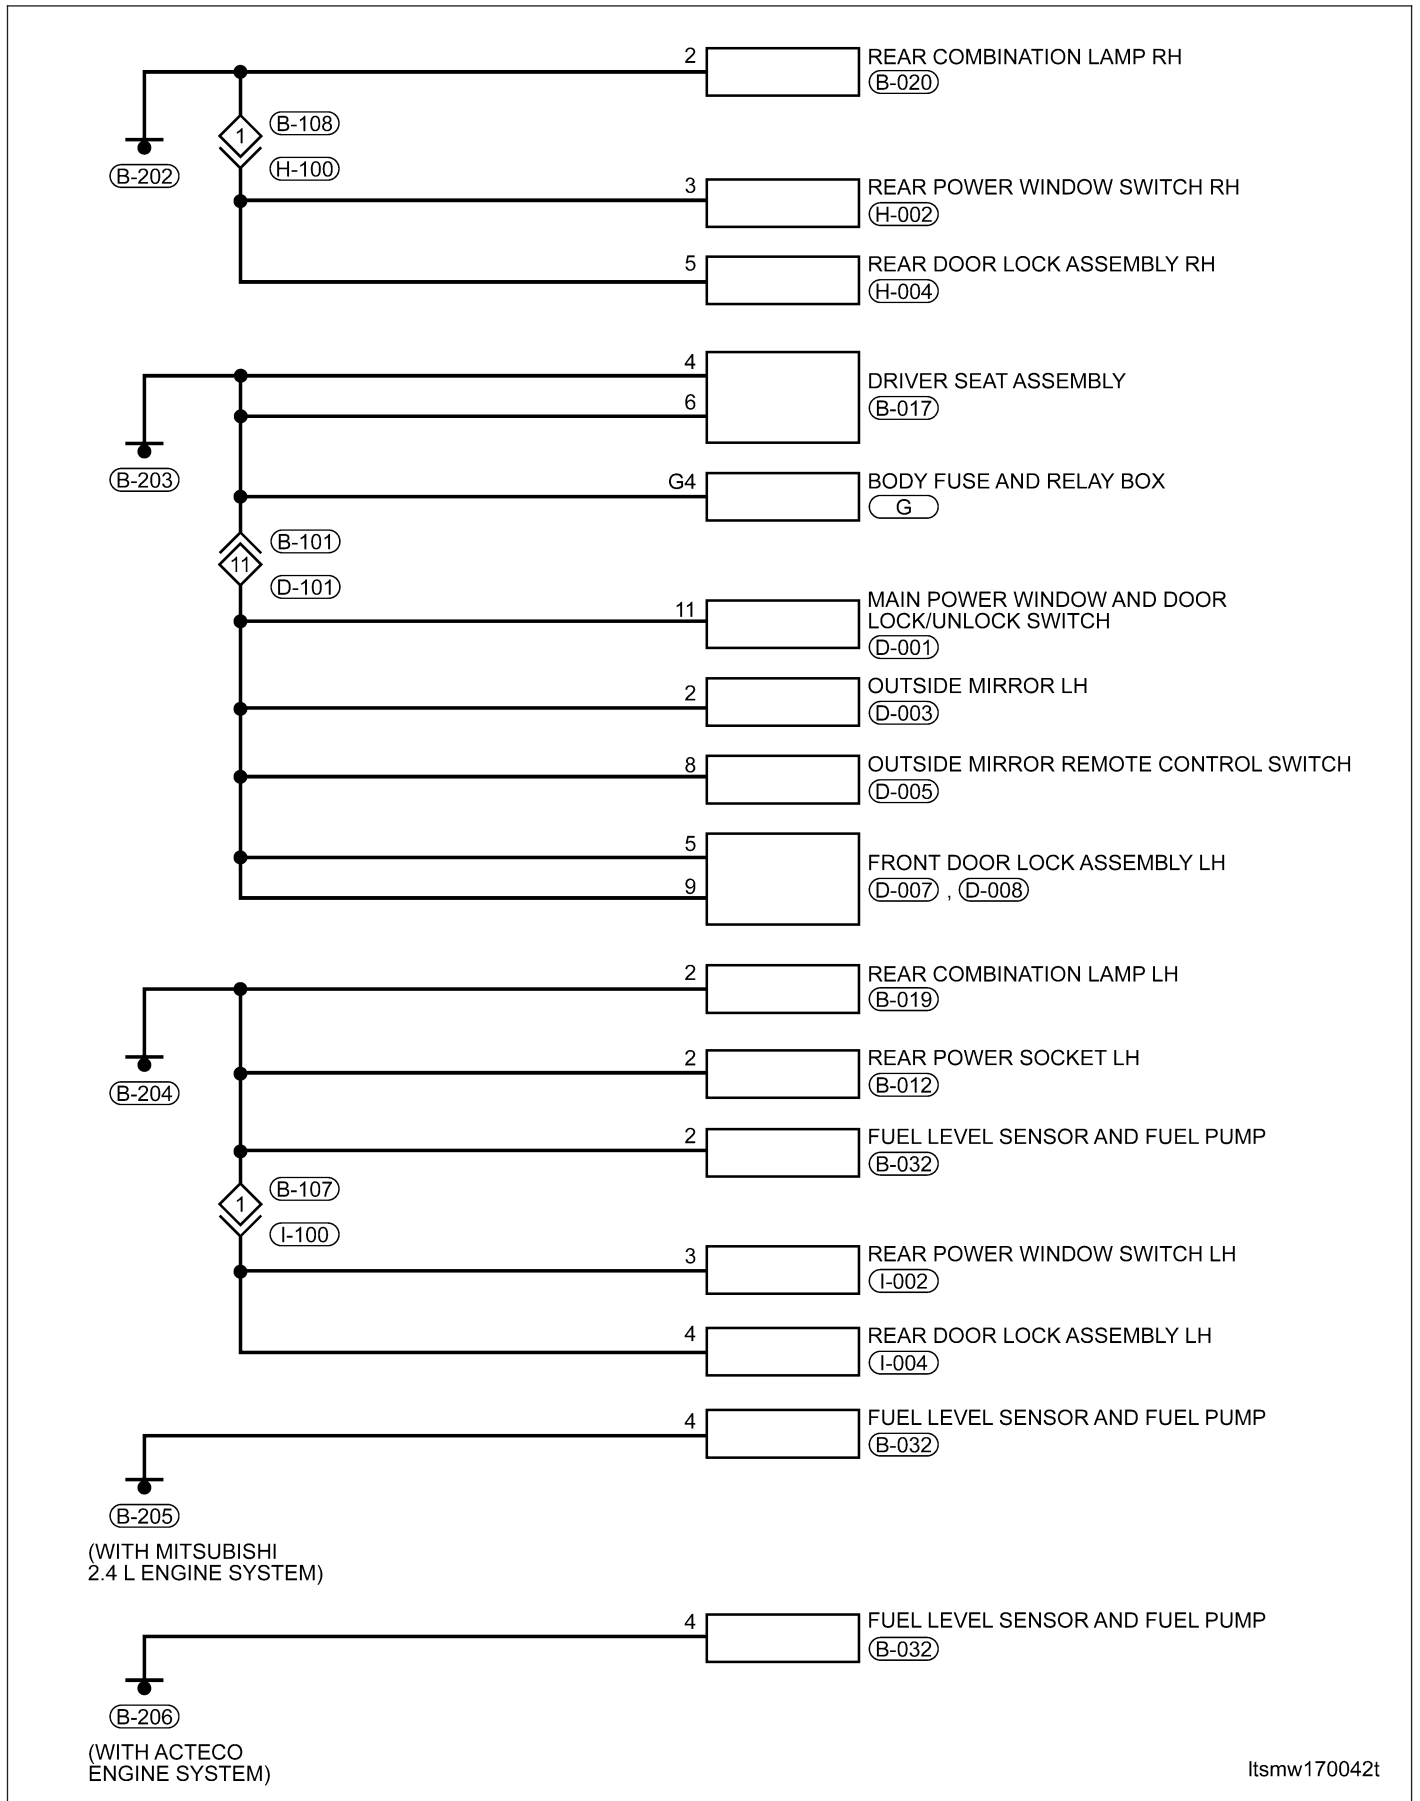 2
REAR COMBINATION LAMP RH
B-020
1
B-108
H-100
B-202
3
REAR POWER WINDOW SWITCH RH
H-002
5
REAR DOOR LOCK ASSEMBLY RH
H-004
4
6
DRIVER SEAT ASSEMBLY
B-017
B-203
G4
BODY FUSE AND RELAY BOX
G
B-101
11
D-101
11
MAIN POWER WINDOW AND DOOR
LOCK/UNLOCK SWITCH
D-001
2
OUTSIDE MIRROR LH
D-003
8
OUTSIDE MIRROR REMOTE CONTROL SWITCH
D-005
5
9
FRONT DOOR LOCK ASSEMBLY LH
D-007 , D-008
2
REAR COMBINATION LAMP LH
B-019
B-204
2
REAR POWER SOCKET LH
B-012
2
FUEL LEVEL SENSOR AND FUEL PUMP
B-032
1
B-107
I-100
3
REAR POWER WINDOW SWITCH LH
I-002
4
REAR DOOR LOCK ASSEMBLY LH
I-004
4
FUEL LEVEL SENSOR AND FUEL PUMP
B-032
B-205
(WITH MITSUBISHI
2.4 L ENGINE SYSTEM)
4
FUEL LEVEL SENSOR AND FUEL PUMP
B-032
B-206
(WITH ACTECO
ENGINE SYSTEM)
ltsmw170042t